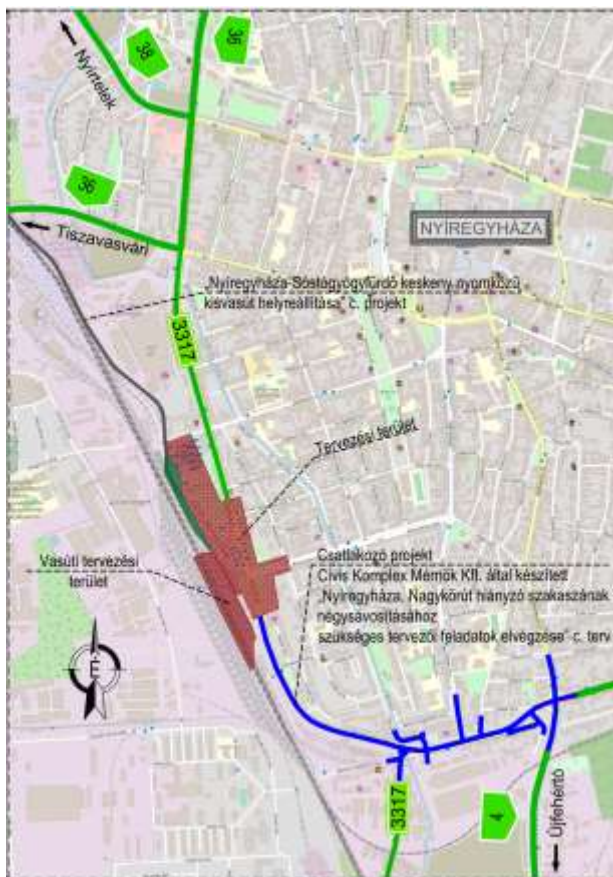 38
Nyírtelek
36
36
Tiszavasvári
NYÍREGYHÁZA
„Nyíregyháza-Sóstógyógyfürdő keskeny nyomközű
kisvasút helyreállítása” c. projekt
3317
Tervezési terület
Vasúti tervezési
terület
Csatlakozó projekt
Civis Komplex Mérnök Kft. által készített
„Nyíregyháza, Nagykörút hiányzó szakaszának
négysávosításához
szükséges tervezői feladatok elvégzése” c. terv
É
3317
4
Újfehértó